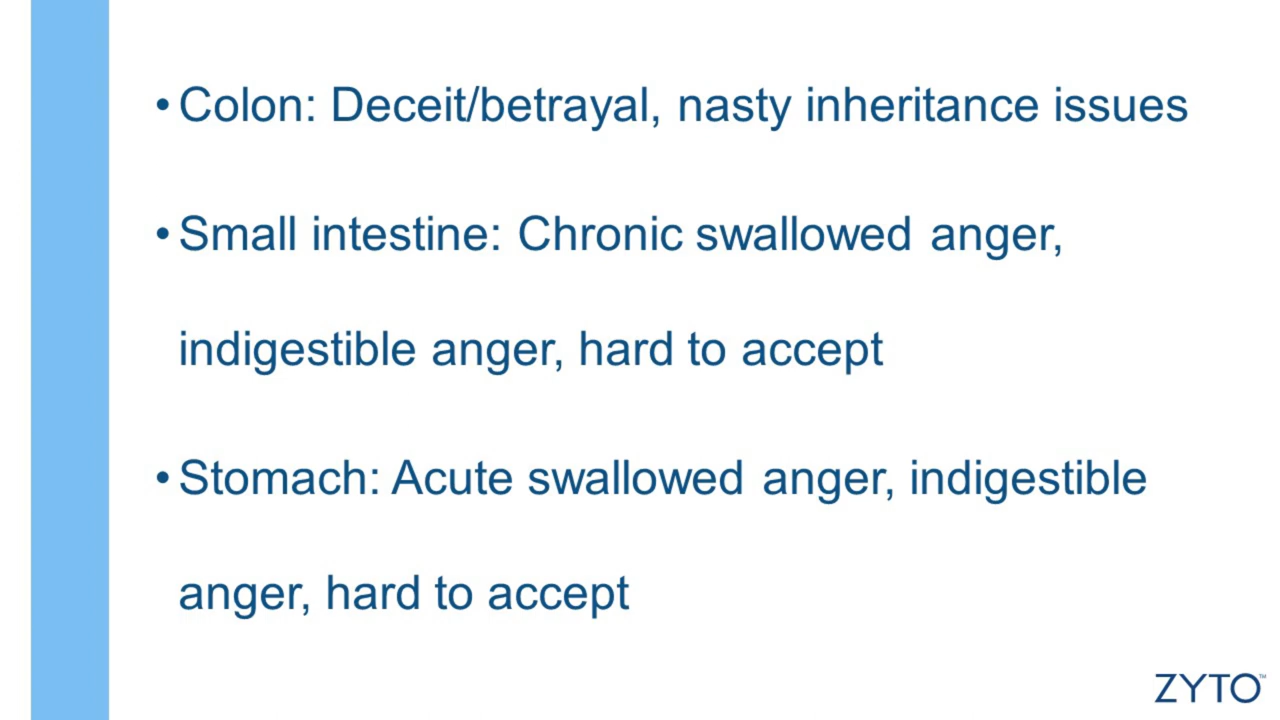 • Colon: Deceit/betrayal, nasty inheritance issues
• Small intestine: Chronic swallowed anger,
indigestible anger, hard to accept
• Stomach: Acute swallowed anger, indigestible
anger, hard to accept
ZYTO™